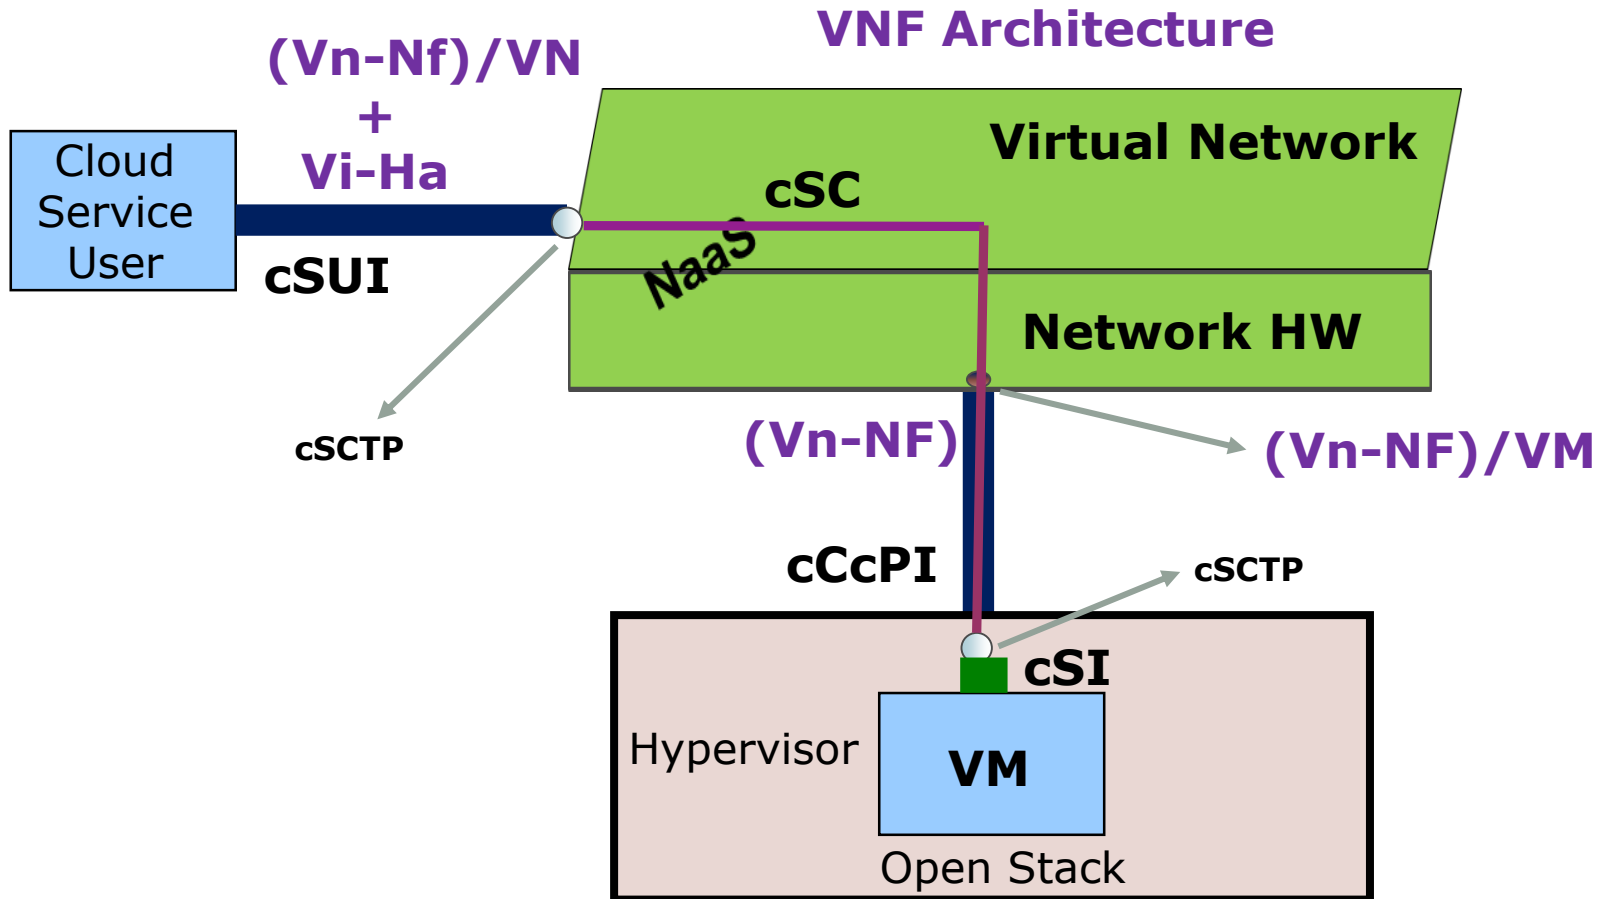 VNF Architecture
(Vn-Nf)/VN
+
Vi-Ha
Cloud
Service
User
cSUI
cSCTP
Virtual Network
cSC
NaaS
Network HW
(Vn-NF)
(Vn-NF)/VM
cCcPI
cSCTP
cSI
Hypervisor
VM
Open Stack